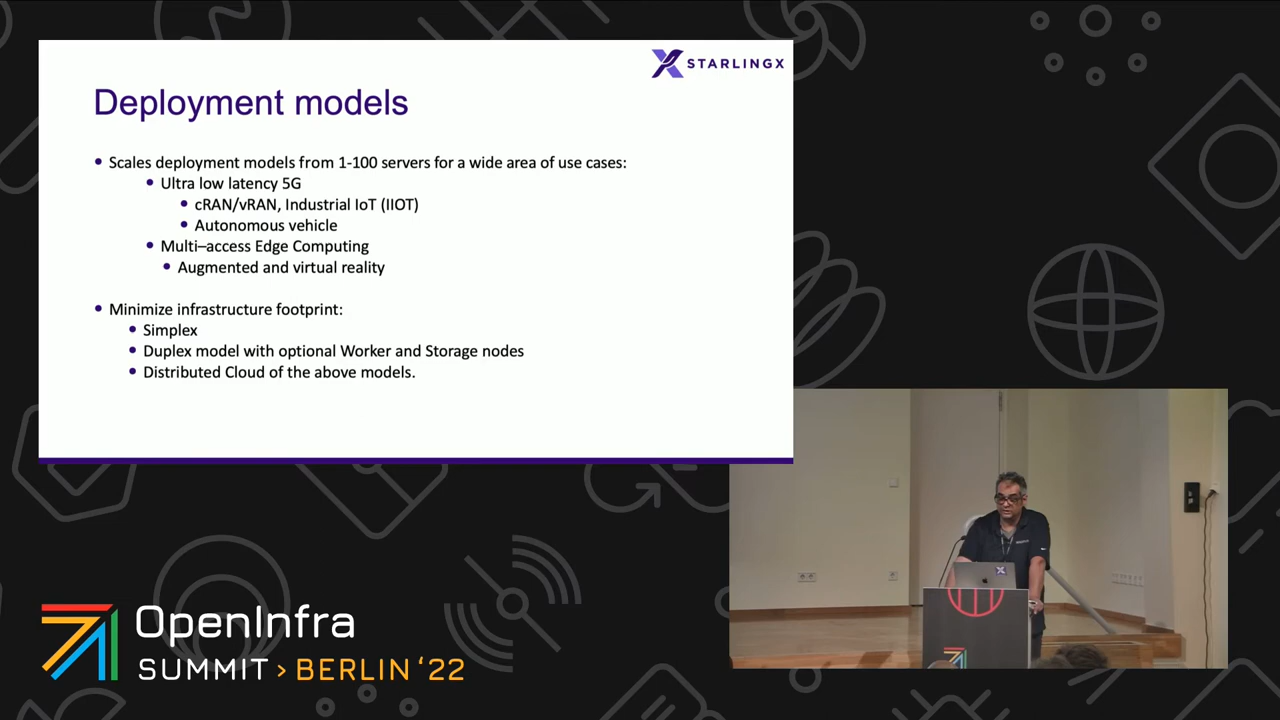 STARLINGX
Deployment models
• Scales deployment models from 1-100 servers for a wide area of use cases:
• Ultra low latency 5G
• cRAN/vRAN, Industrial IoT (IIOT)
• Autonomous vehicle
• Multi–access Edge Computing
• Augmented and virtual reality
• Minimize infrastructure footprint:
• Simplex
• Duplex model with optional Worker and Storage nodes
• Distributed Cloud of the above models.
OpenInfra
SUMMIT > BERLIN ‘22